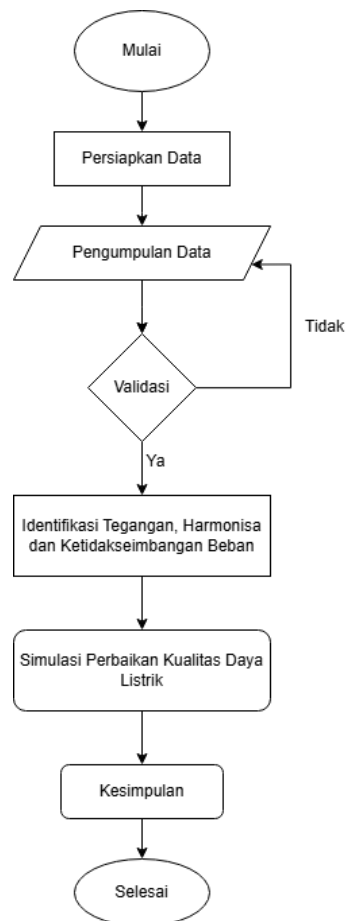 Mulai
Persiapkan Data
Pengumpulan Data
Tidak
Validasi
Ya
Identifikasi Tegangan, Harmonisa
dan Ketidakseimbangan Beban
Simulasi Perbaikan Kualitas Daya
Listrik
Kesimpulan
Selesai